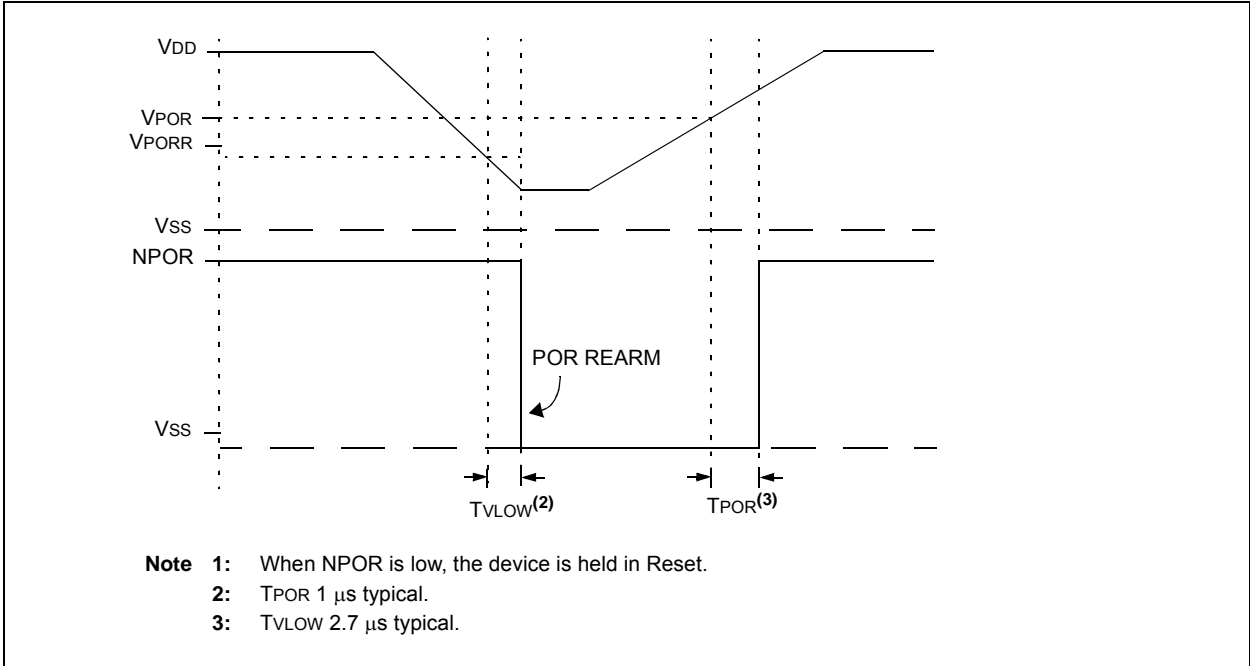 VDD
VPOR
VPORR
VSS
NPOR
POR REARM
VSS
TVLOW(2)
TPOR(3)
Note 1: When NPOR is low, the device is held in Reset.
2: TPOR 1 μs typical.
3: TVLOW 2.7 μs typical.